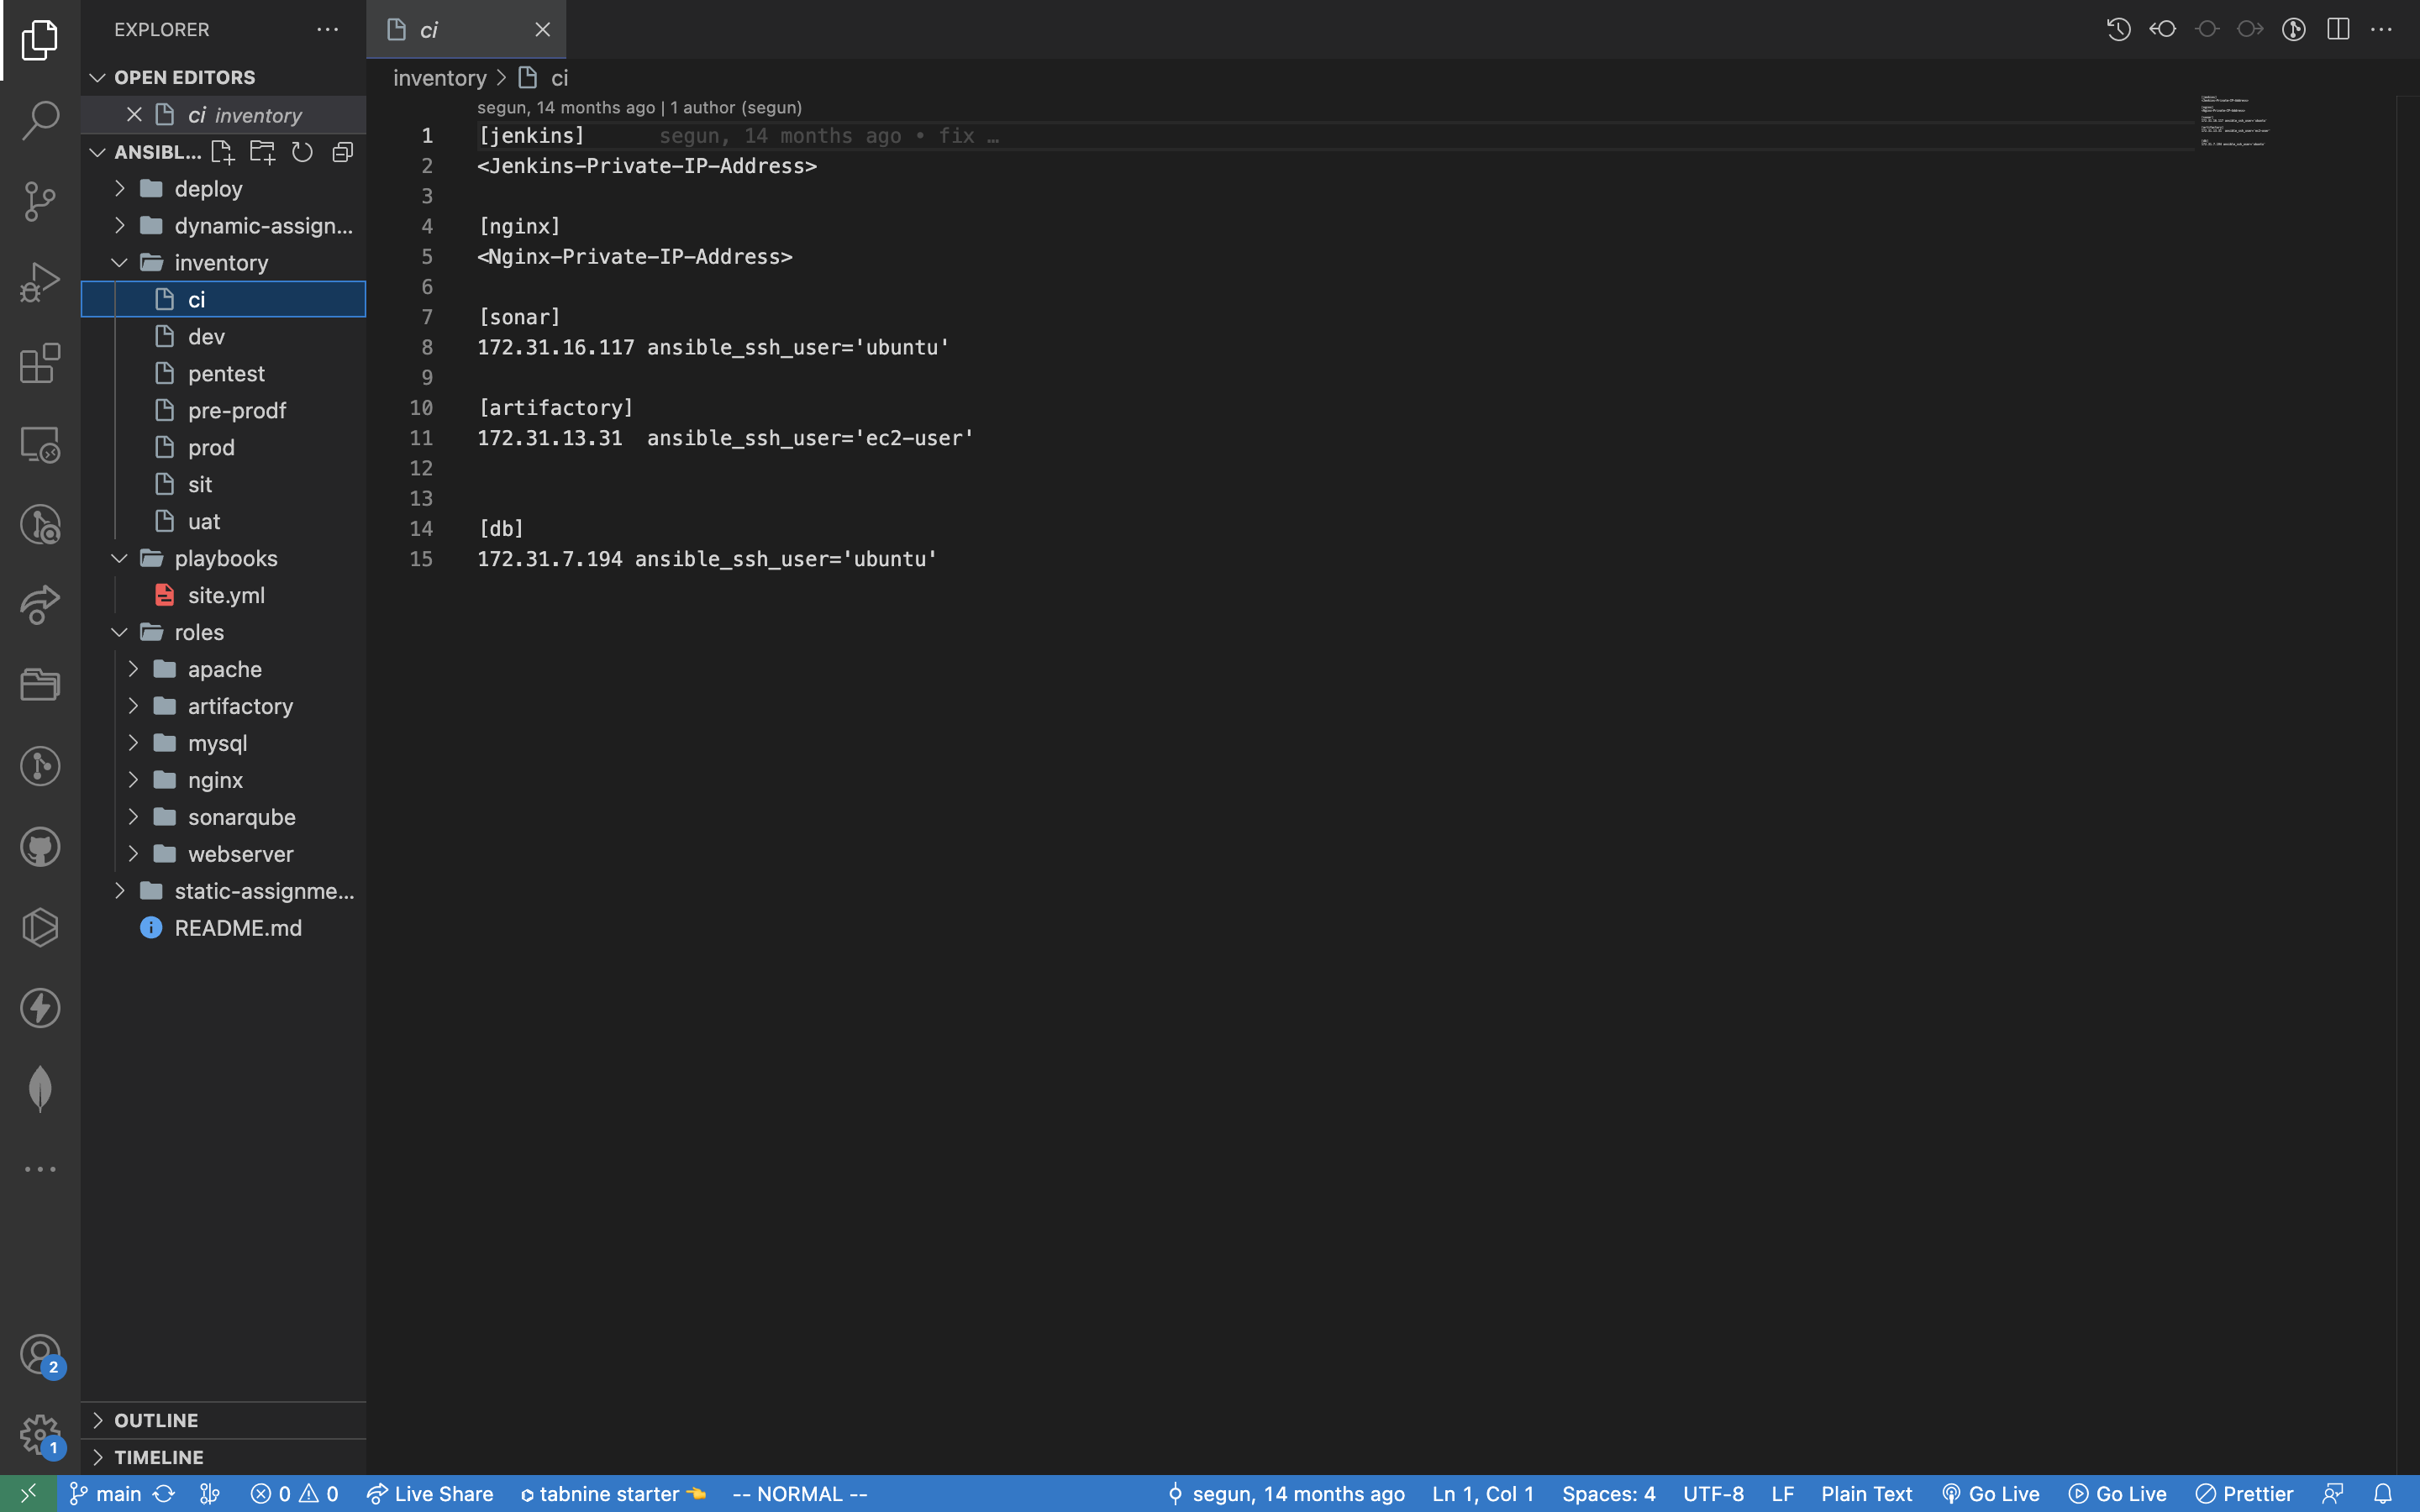 EXPLORER
OPEN EDITORS
ci inventory
ANSIBL...
deploy
dynamic-assign...
inventory
ci
dev
pentest
pre-prodf
prod
sit
uat
playbooks
site.yml
roles
apache
artifactory
mysql
nginx
sonarqube
webserver
static-assignme...
README.md
OUTLINE
TIMELINE
2
1
ci
inventory > ci
segun, 14 months ago | 1 author (segun)
1 [jenkins] segun, 14 months ago • fix …
2 <Jenkins-Private-IP-Address>
3
4 [nginx]
5 <Nginx-Private-IP-Address>
6
7 [sonar]
8 172.31.16.117 ansible_ssh_user='ubuntu'
9
10 [artifactory]
11 172.31.13.31  ansible_ssh_user='ec2-user'
12
13
14 [db]
15 172.31.7.194 ansible_ssh_user='ubuntu'
main 0 0 Live Share tabnine starter -- NORMAL -- segun, 14 months ago Ln 1, Col 1 Spaces: 4 UTF-8 LF Plain Text Go Live Go Live Prettier